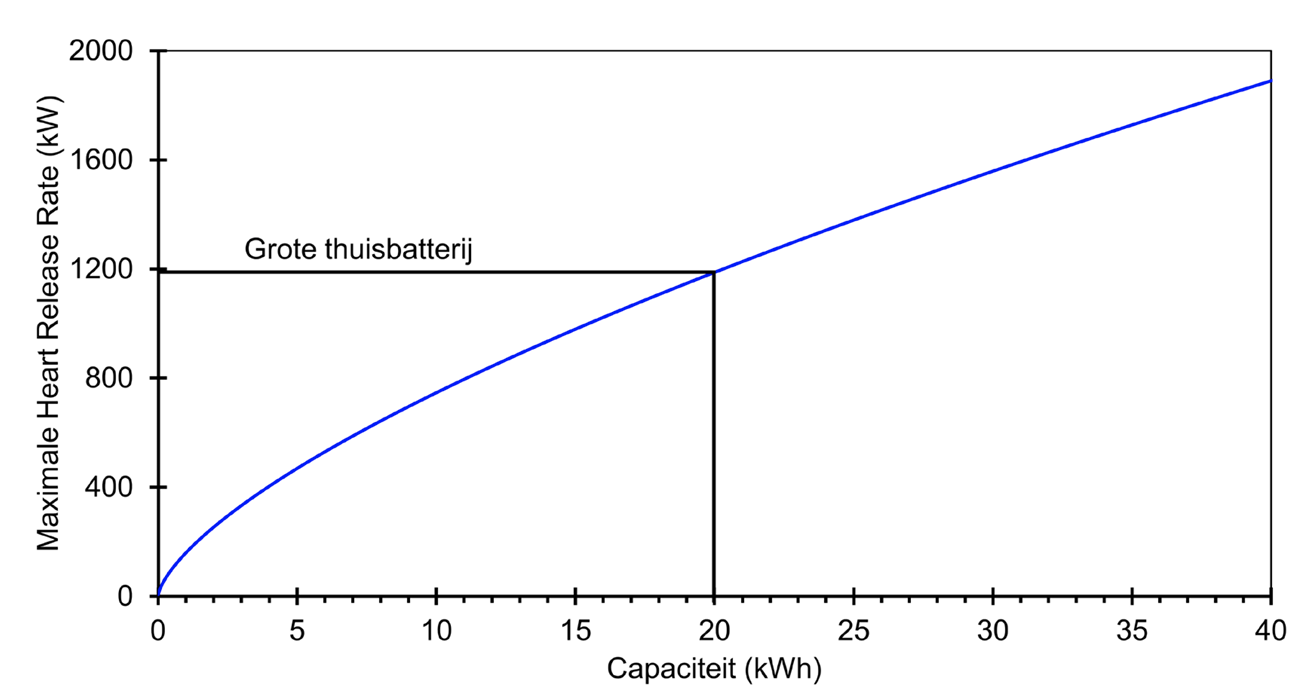 2000
1600
1200
800
400
0
Maximale Heart Release Rate (kW)
Grote thuisbatterij
0 5 10 15 20 25 30 35 40
Capaciteit (kWh)